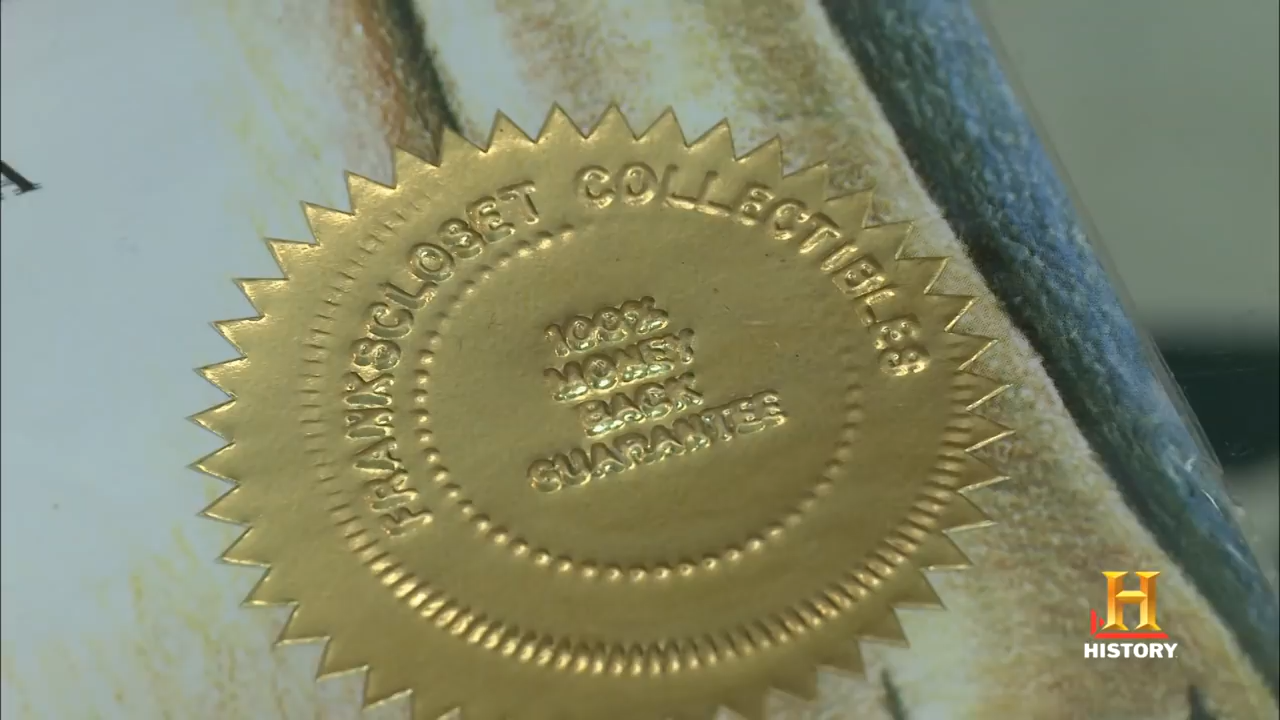 FRANKSCLOSET COLLECTIBLES
100%
MONEY
BACK
GUARANTEE
H
HISTORY